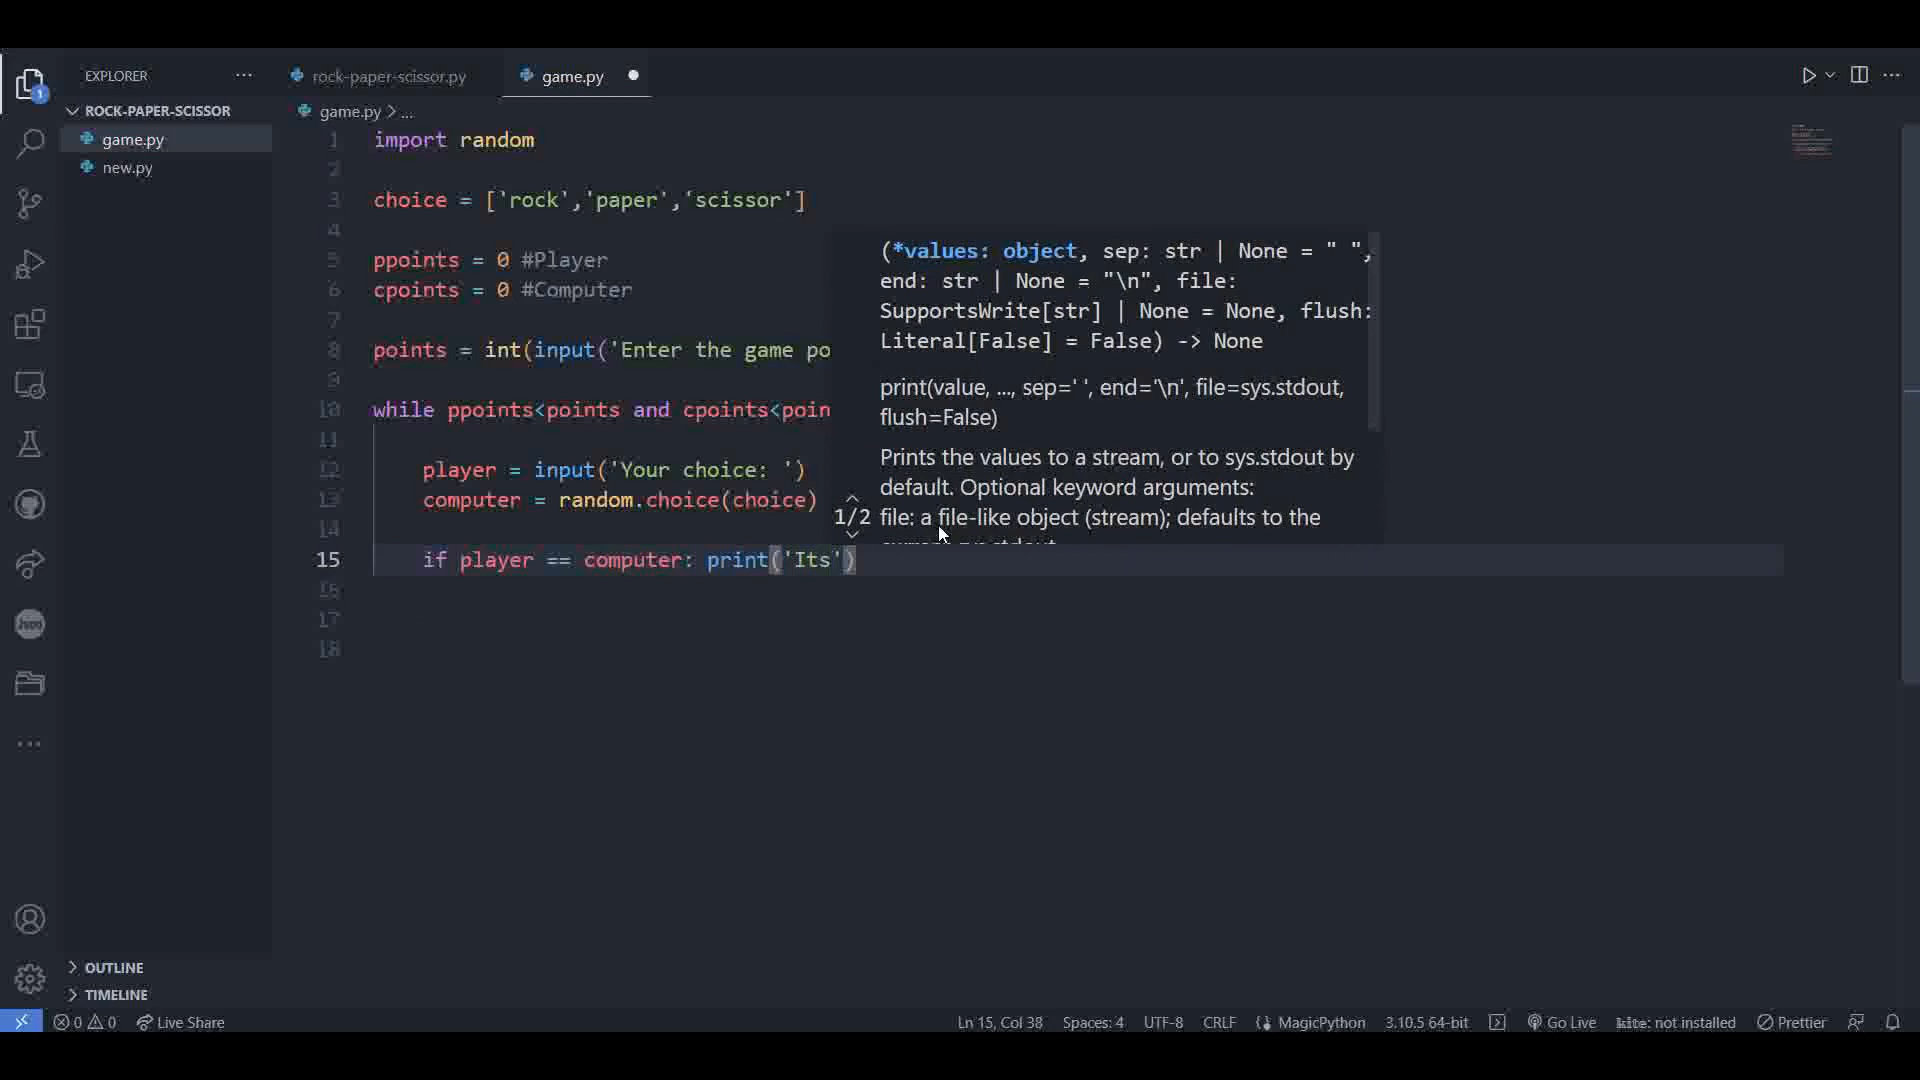 EXPLORER ...
rock-paper-scissor.py
game.py
1
ROCK-PAPER-SCISSOR
game.py
new.py
game.py > ...
1 import random
2
3 choice = ['rock','paper','scissor']
4
5 ppoints = 0 #Player
6 cpoints = 0 #Computer
7
8 points = int(input('Enter the game po
9
10 while ppoints<points and cpoints<poin
11
12 player = input('Your choice: ')
13 computer = random.choice(choice)
14
15 if player == computer: print('Its')
16
17
18
(*values: object, sep: str | None = " ",
end: str | None = "\n", file:
SupportsWrite[str] | None = None, flush:
Literal[False] = False) -> None
print(value, ..., sep=' ', end='\n', file=sys.stdout,
flush=False)
Prints the values to a stream, or to sys.stdout by
default. Optional keyword arguments:
1/2 file: a file-like object (stream); defaults to the
JSON
OUTLINE
TIMELINE
0 0 Live Share
Ln 15, Col 38 Spaces: 4 UTF-8 CRLF MagicPython 3.10.5 64-bit Go Live kite: not installed Prettier